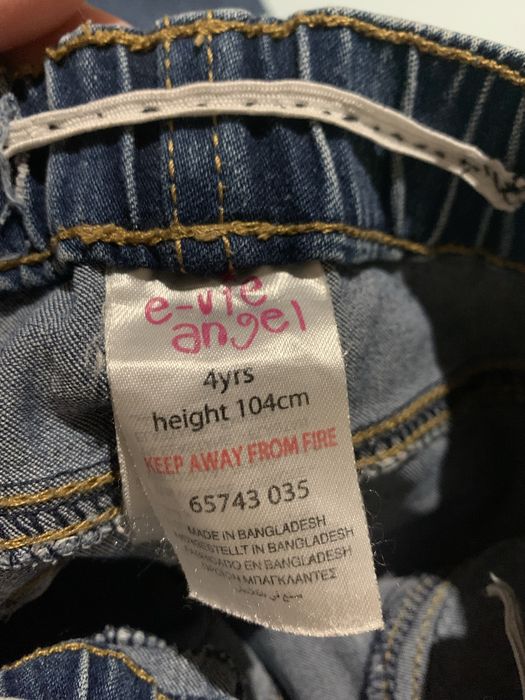 e-vie
angel
4yrs
height 104cm
KEEP AWAY FROM FIRE
65743 035
MADE IN BANGLADESH
HERGESTELLT IN BANGLADESH
FABRICADO EN BANGLADESH
ΜΠΑΓΚΛΑΝΤΕΣ